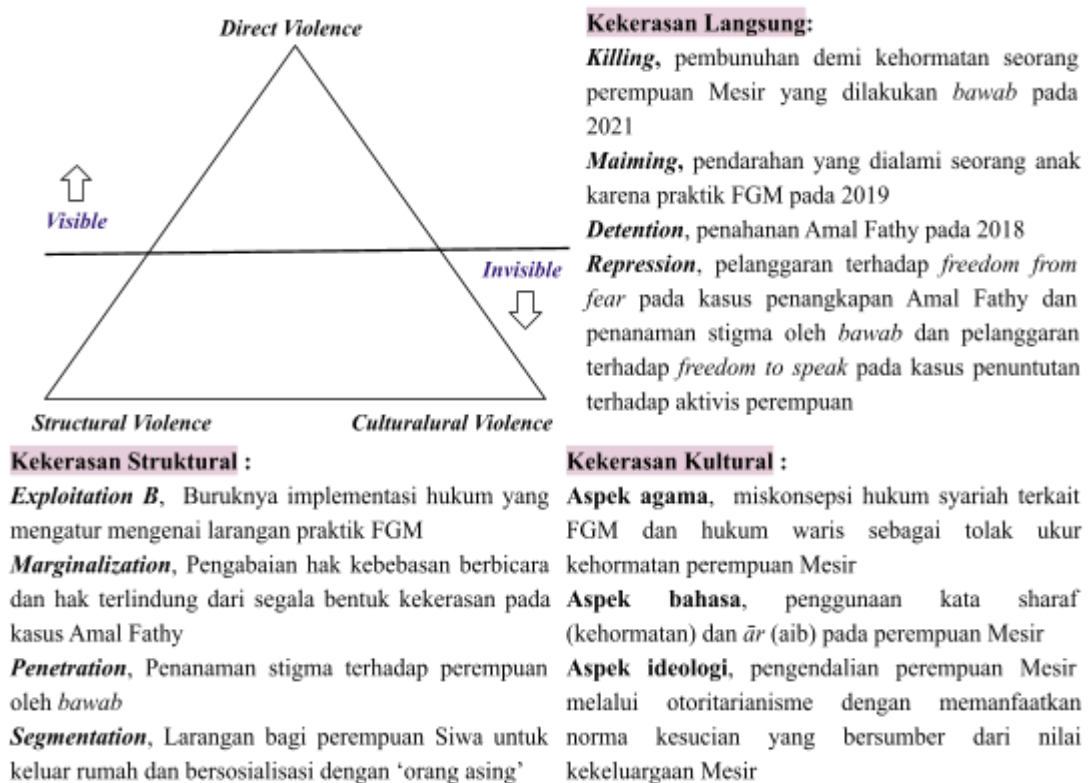 Direct Violence
Visible
Invisible
Structural Violence
Culturalural Violence
Kekerasan Langsung:
Killing, pembunuhan demi kehormatan seorang
perempuan Mesir yang dilakukan bawab pada
2021
Maiming, pendarahan yang dialami seorang anak
karena praktik FGM pada 2019
Detention, penahanan Amal Fathy pada 2018
Repression, pelanggaran terhadap freedom from
fear pada kasus penangkapan Amal Fathy dan
penanaman stigma oleh bawab dan pelanggaran
terhadap freedom to speak pada kasus penuntutan
terhadap aktivis perempuan
Kekerasan Struktural :
Exploitation B, Buruknya implementasi hukum yang
mengatur mengenai larangan praktik FGM
Marginalization, Pengabaian hak kebebasan berbicara
dan hak terlindung dari segala bentuk kekerasan pada
kasus Amal Fathy
Penetration, Penanaman stigma terhadap perempuan
oleh bawab
Segmentation, Larangan bagi perempuan Siwa untuk
keluar rumah dan bersosialisasi dengan ‘orang asing’
Kekerasan Kultural :
Aspek agama, miskonsepsi hukum syariah terkait
FGM dan hukum waris sebagai tolak ukur
kehormatan perempuan Mesir
Aspek bahasa, penggunaan kata sharaf
(kehormatan) dan ār (aib) pada perempuan Mesir
Aspek ideologi, pengendalian perempuan Mesir
melalui otoritarianisme dengan memanfaatkan
norma kesucian yang bersumber dari nilai
kekeluargaan Mesir